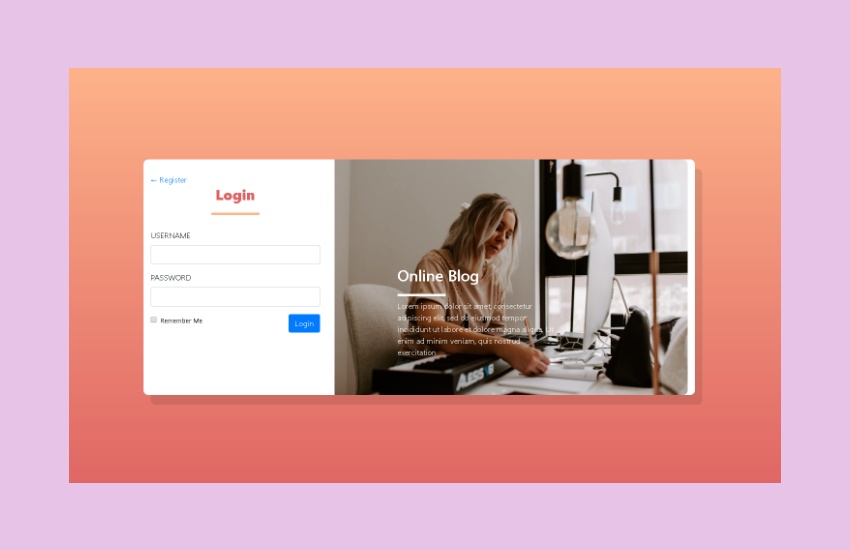 ← Register
Login
USERNAME
PASSWORD
Remember Me
Login
Online Blog
Lorem ipsum dolor sit amet, consectetur
adipiscing elit, sed do eiusmod tempor
incididunt ut labore et dolore magna aliqua. Ut
enim ad minim veniam, quis nostrud
exercitation
ALESIS